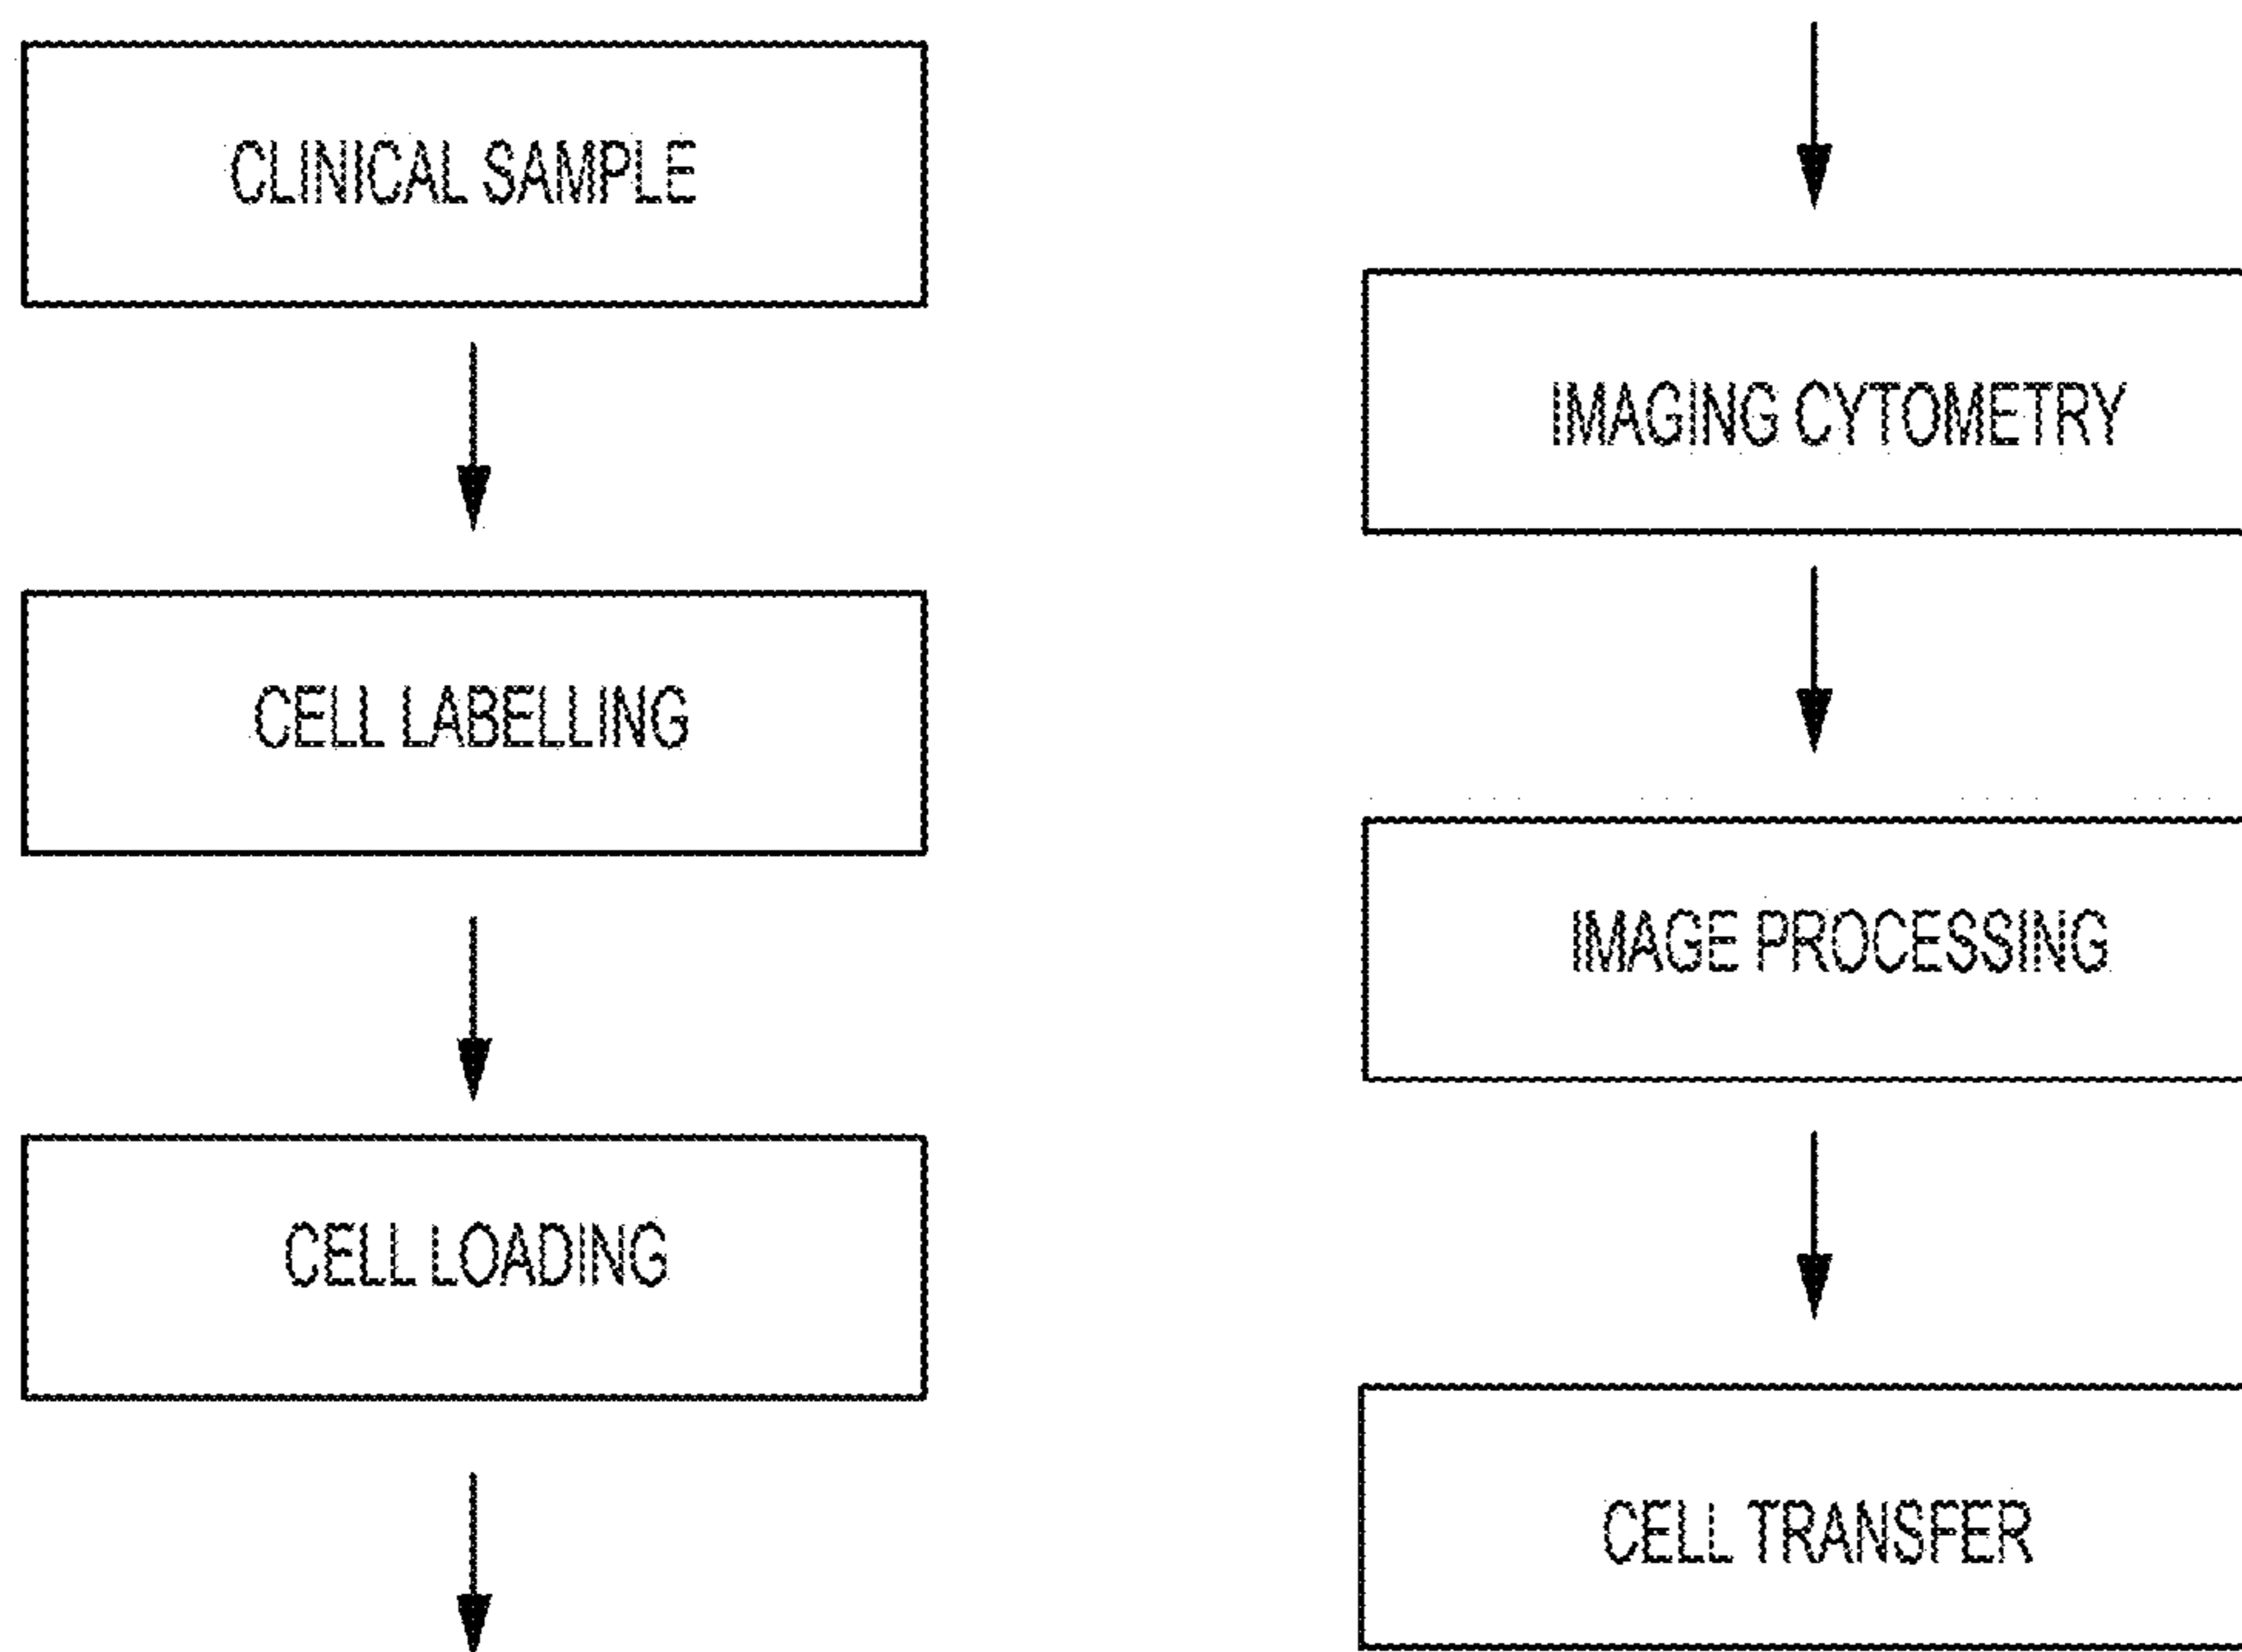 CLINICAL SAMPLE
CELL LABELLING
CELL LOADING
IMAGING CYTOMETRY
IMAGE PROCESSING
CELL TRANSFER